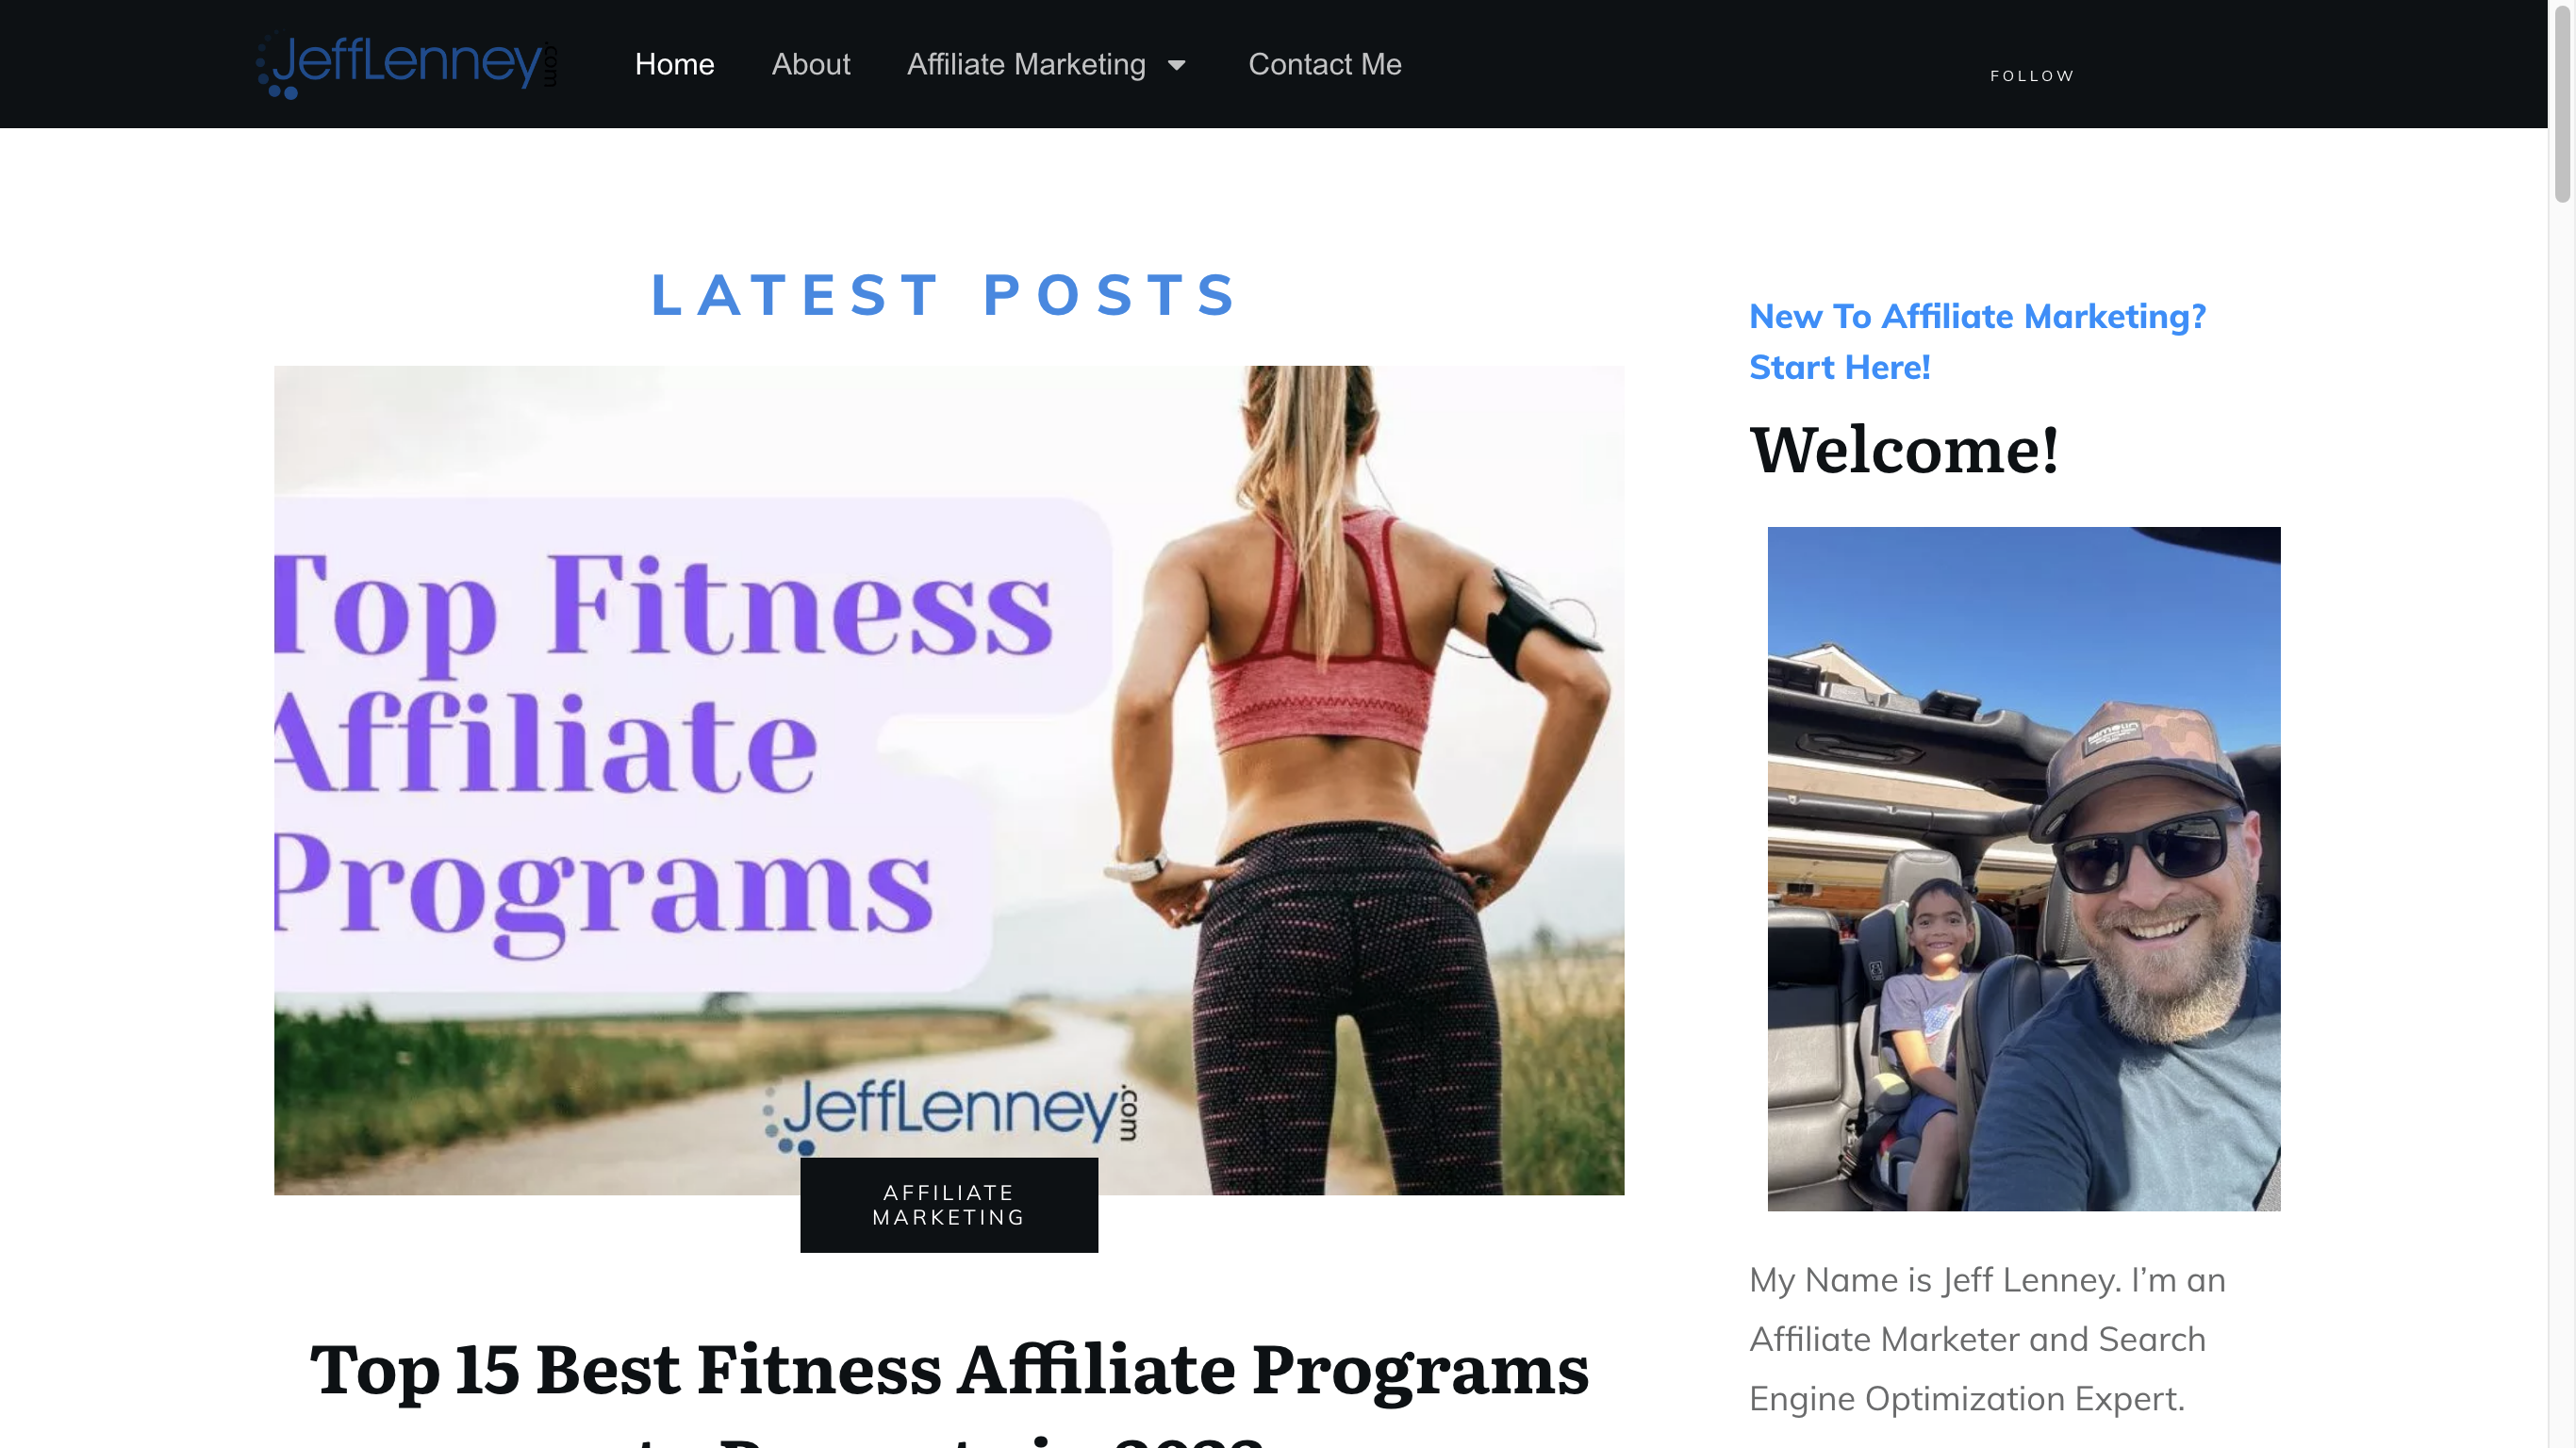 JeffLenney.com
Home
About
Affiliate Marketing
Contact Me
FOLLOW
LATEST POSTS
Top Fitness
Affiliate
Programs
JeffLenney.com
AFFILIATE
MARKETING
Top 15 Best Fitness Affiliate Programs
New To Affiliate Marketing?
Start Here!
Welcome!
My Name is Jeff Lenney. I’m an
Affiliate Marketer and Search
Engine Optimization Expert.